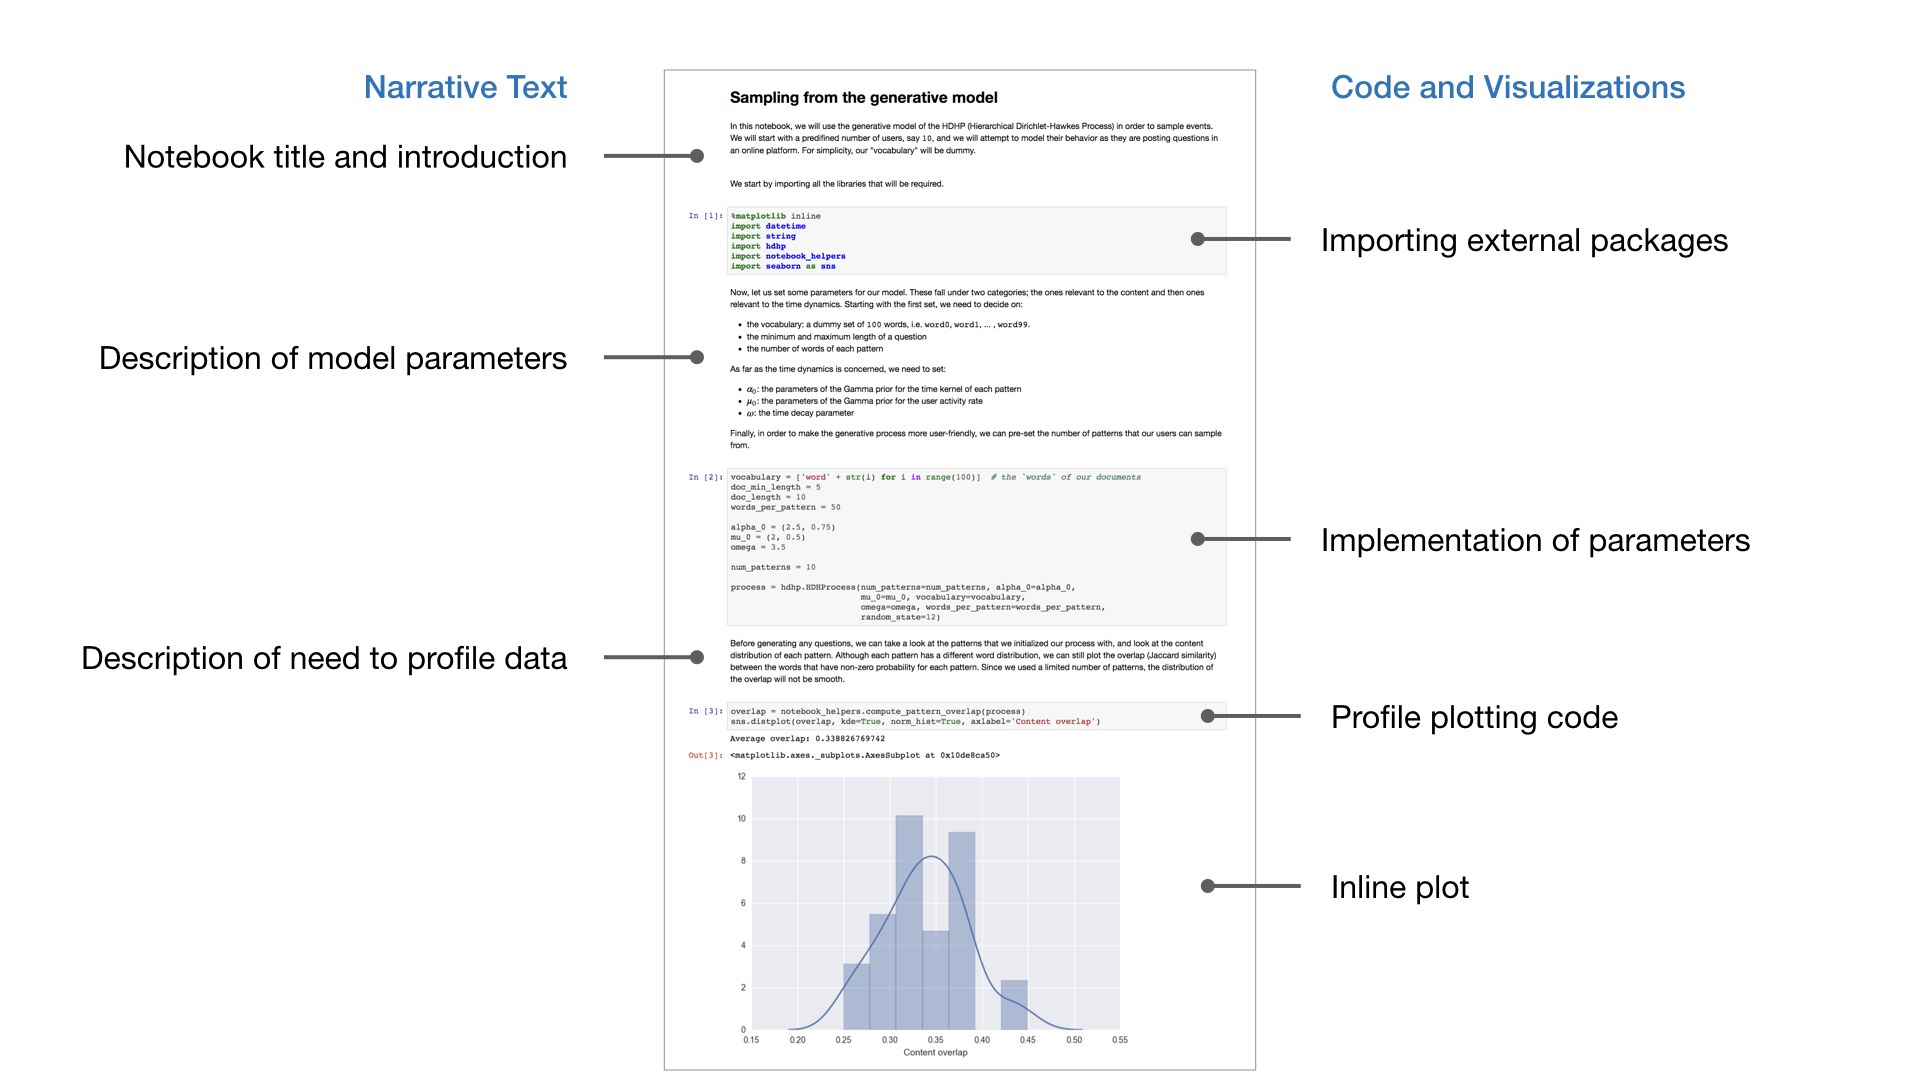 Narrative Text
Notebook title and introduction
Description of model parameters
Description of need to profile data
Sampling from the generative model
In this notebook, we will use the generative model of the HDHP (Hierarchical Dirichlet-Hawkes Process) in order to sample events.
We will start with a predifined number of users, say 10, and we will attempt to model their behavior as they are posting questions in
an online platform. For simplicity, our "vocabulary" will be dummy.
We start by importing all the libraries that will be required.
In [1]: %matplotlib inline
import datetime
import string
import hdhp
import notebook_helpers
import seaborn as sns
Now, let us set some parameters for our model. These fall under two categories; the ones relevant to the content and then ones
relevant to the time dynamics. Starting with the first set, we need to decide on:
• the vocabulary: a dummy set of 100 words, i.e. word0, word1, ... , word99.
• the minimum and maximum length of a question
• the number of words of each pattern
As far as the time dynamics is concerned, we need to set:
• α₀: the parameters of the Gamma prior for the time kernel of each pattern
• μ₀: the parameters of the Gamma prior for the user activity rate
• ω: the time decay parameter
Finally, in order to make the generative process more user-friendly, we can pre-set the number of patterns that our users can sample
from.
In [2]: vocabulary = ['word' + str(i) for i in range(100)]  # the `words` of our documents
doc_min_length = 5
doc_length = 10
words_per_pattern = 50
alpha_0 = (2.5, 0.75)
mu_0 = (2, 0.5)
omega = 3.5
num_patterns = 10
process = hdhp.HDHProcess(num_patterns=num_patterns, alpha_0=alpha_0,
mu_0=mu_0, vocabulary=vocabulary,
omega=omega, words_per_pattern=words_per_pattern,
random_state=12)
Before generating any questions, we can take a look at the patterns that we initialized our process with, and look at the content
distribution of each pattern. Although each pattern has a different word distribution, we can still plot the overlap (Jaccard similarity)
between the words that have non-zero probability for each pattern. Since we used a limited number of patterns, the distribution of
the overlap will not be smooth.
In [3]: overlap = notebook_helpers.compute_pattern_overlap(process)
sns.distplot(overlap, kde=True, norm_hist=True, axlabel='Content overlap')
Average overlap: 0.338826769742
Out[3]: <matplotlib.axes._subplots.AxesSubplot at 0x10de8ca50>
12
10
8
6
4
2
0
0.15 0.20 0.25 0.30 0.35 0.40 0.45 0.50 0.55
Content overlap
Code and Visualizations
Importing external packages
Implementation of parameters
Profile plotting code
Inline plot